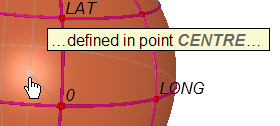 LAT
...defined in point CENTRE...
LONG
0